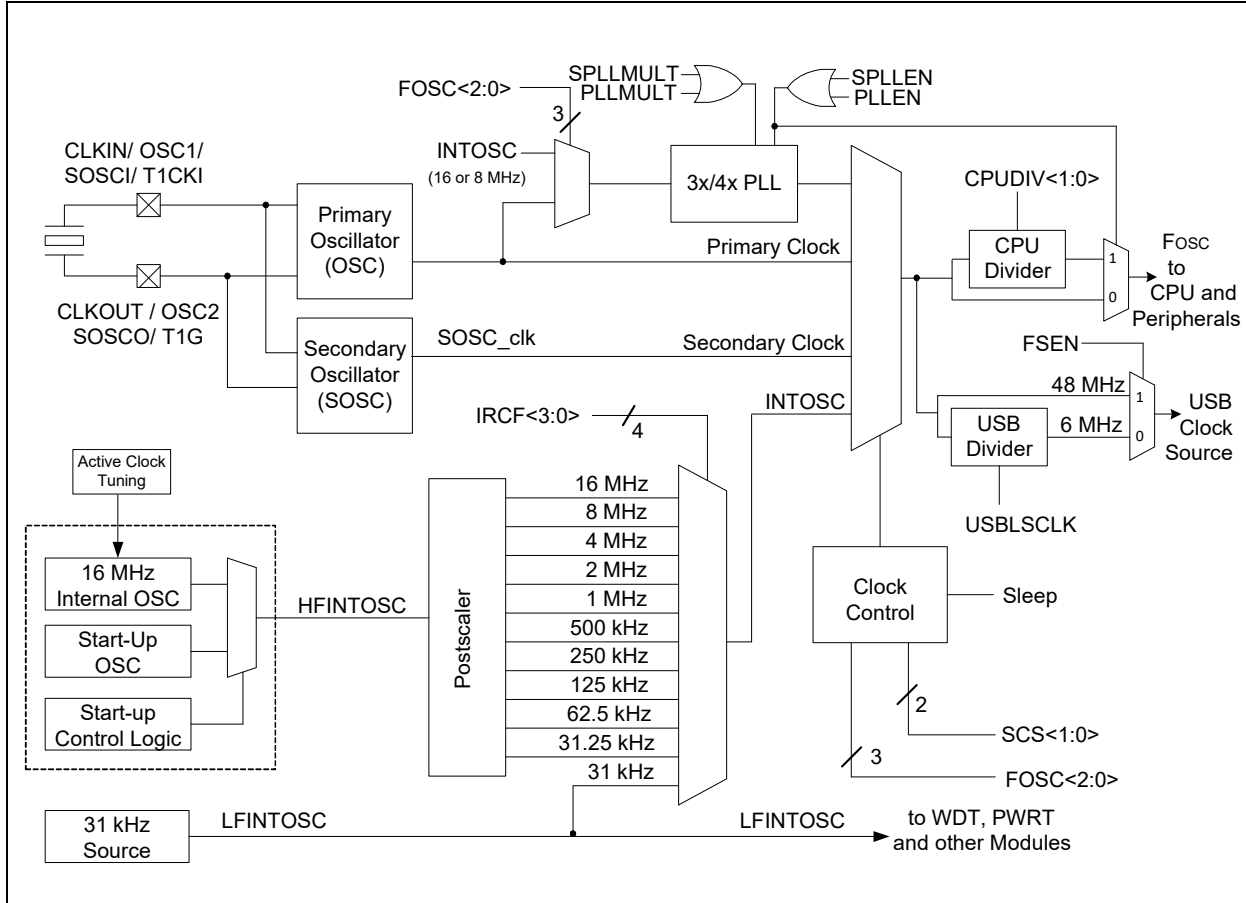 SPLLMULT
PLLMULT
SPLLEN
PLLEN
FOSC<2:0>
3
CLKIN/ OSC1/
SOSCI/ T1CKI
INTOSC
(16 or 8 MHz)
3x/4x PLL
CPUDIV<1:0>
Primary
Oscillator
(OSC)
Primary Clock
CPU
Divider
1
0
Fosc
to
CPU and
Peripherals
CLKOUT / OSC2
SOSCO/ T1G
Secondary
Oscillator
(SOSC)
SOSC_clk
Secondary Clock
FSEN
IRCF<3:0>
4
INTOSC
48 MHz
6 MHz
1
0
USB
Clock
Source
USB
Divider
USBLSCLK
Active Clock
Tuning
16 MHz
Internal OSC
Start-Up
OSC
Start-up
Control Logic
HFINTOSC
Postscaler
16 MHz
8 MHz
4 MHz
2 MHz
1 MHz
500 kHz
250 kHz
125 kHz
62.5 kHz
31.25 kHz
31 kHz
Clock
Control
Sleep
2
SCS<1:0>
3
FOSC<2:0>
31 kHz
Source
LFINTOSC
LFINTOSC
to WDT, PWRT
and other Modules